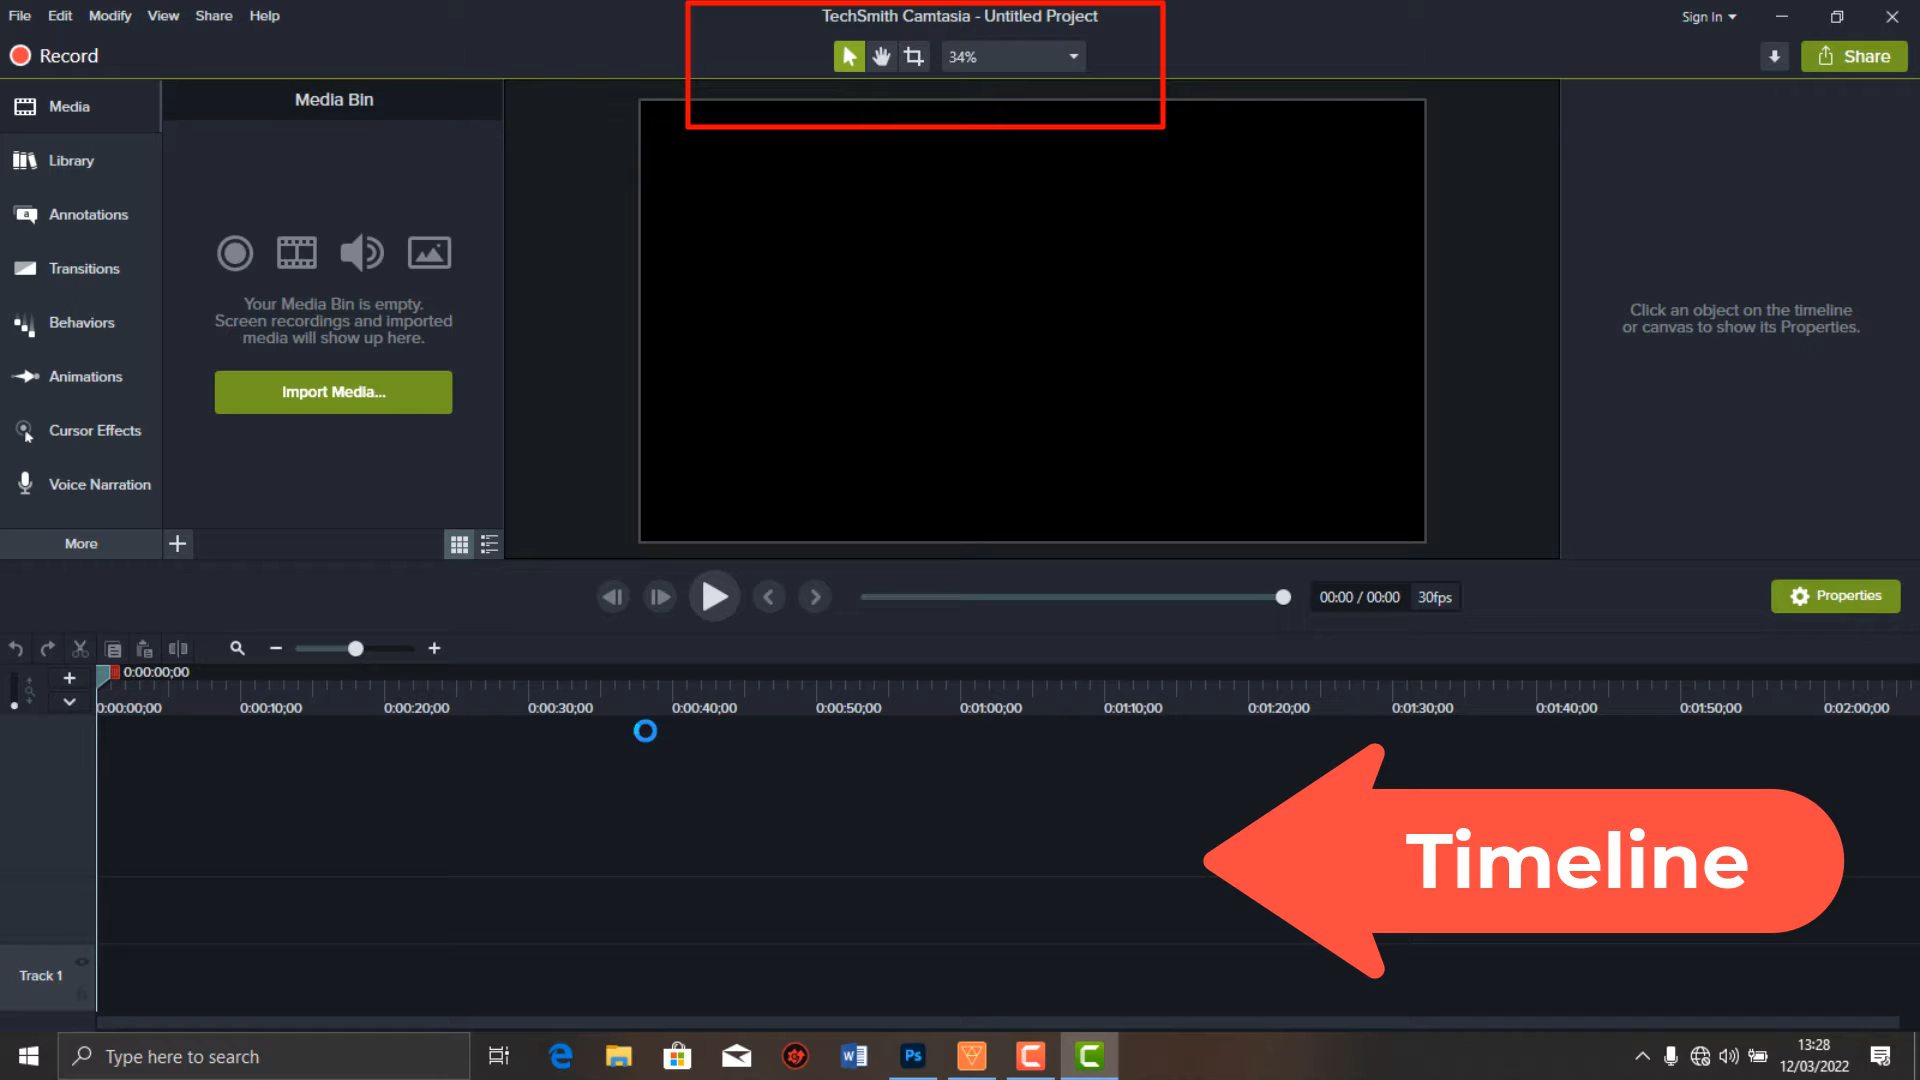 File Edit Modify View Share Help
TechSmith Camtasia - Untitled Project
Sign In
Record
34%
Share
Media
Media Bin
Library
Annotations
Transitions
Behaviors
Animations
Cursor Effects
Voice Narration
More
Your Media Bin is empty.
Screen recordings and imported
media will show up here.
Import Media...
Click an object on the timeline
or canvas to show its Properties.
00:00 / 00:00 30fps
Properties
0:00:00;00
0:00:00;00 0:00:10;00 0:00:20;00 0:00:30;00 0:00:40;00 0:00:50;00 0:01:00;00 0:01:10;00 0:01:20;00 0:01:30;00 0:01:40;00 0:01:50;00 0:02:00;00
Timeline
Track 1
Type here to search
Ps
13:28
12/03/2022